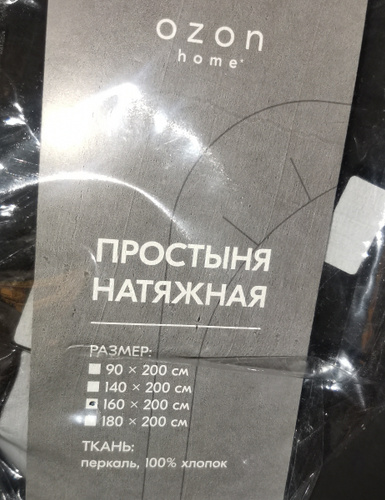 ozon
home
ПРОСТЫНЯ
НАТЯЖНАЯ
РАЗМЕР:
90 × 200 см
140 × 200 см
160 × 200 см
180 × 200 см
ТКАНЬ:
перкаль, 100% хлопок